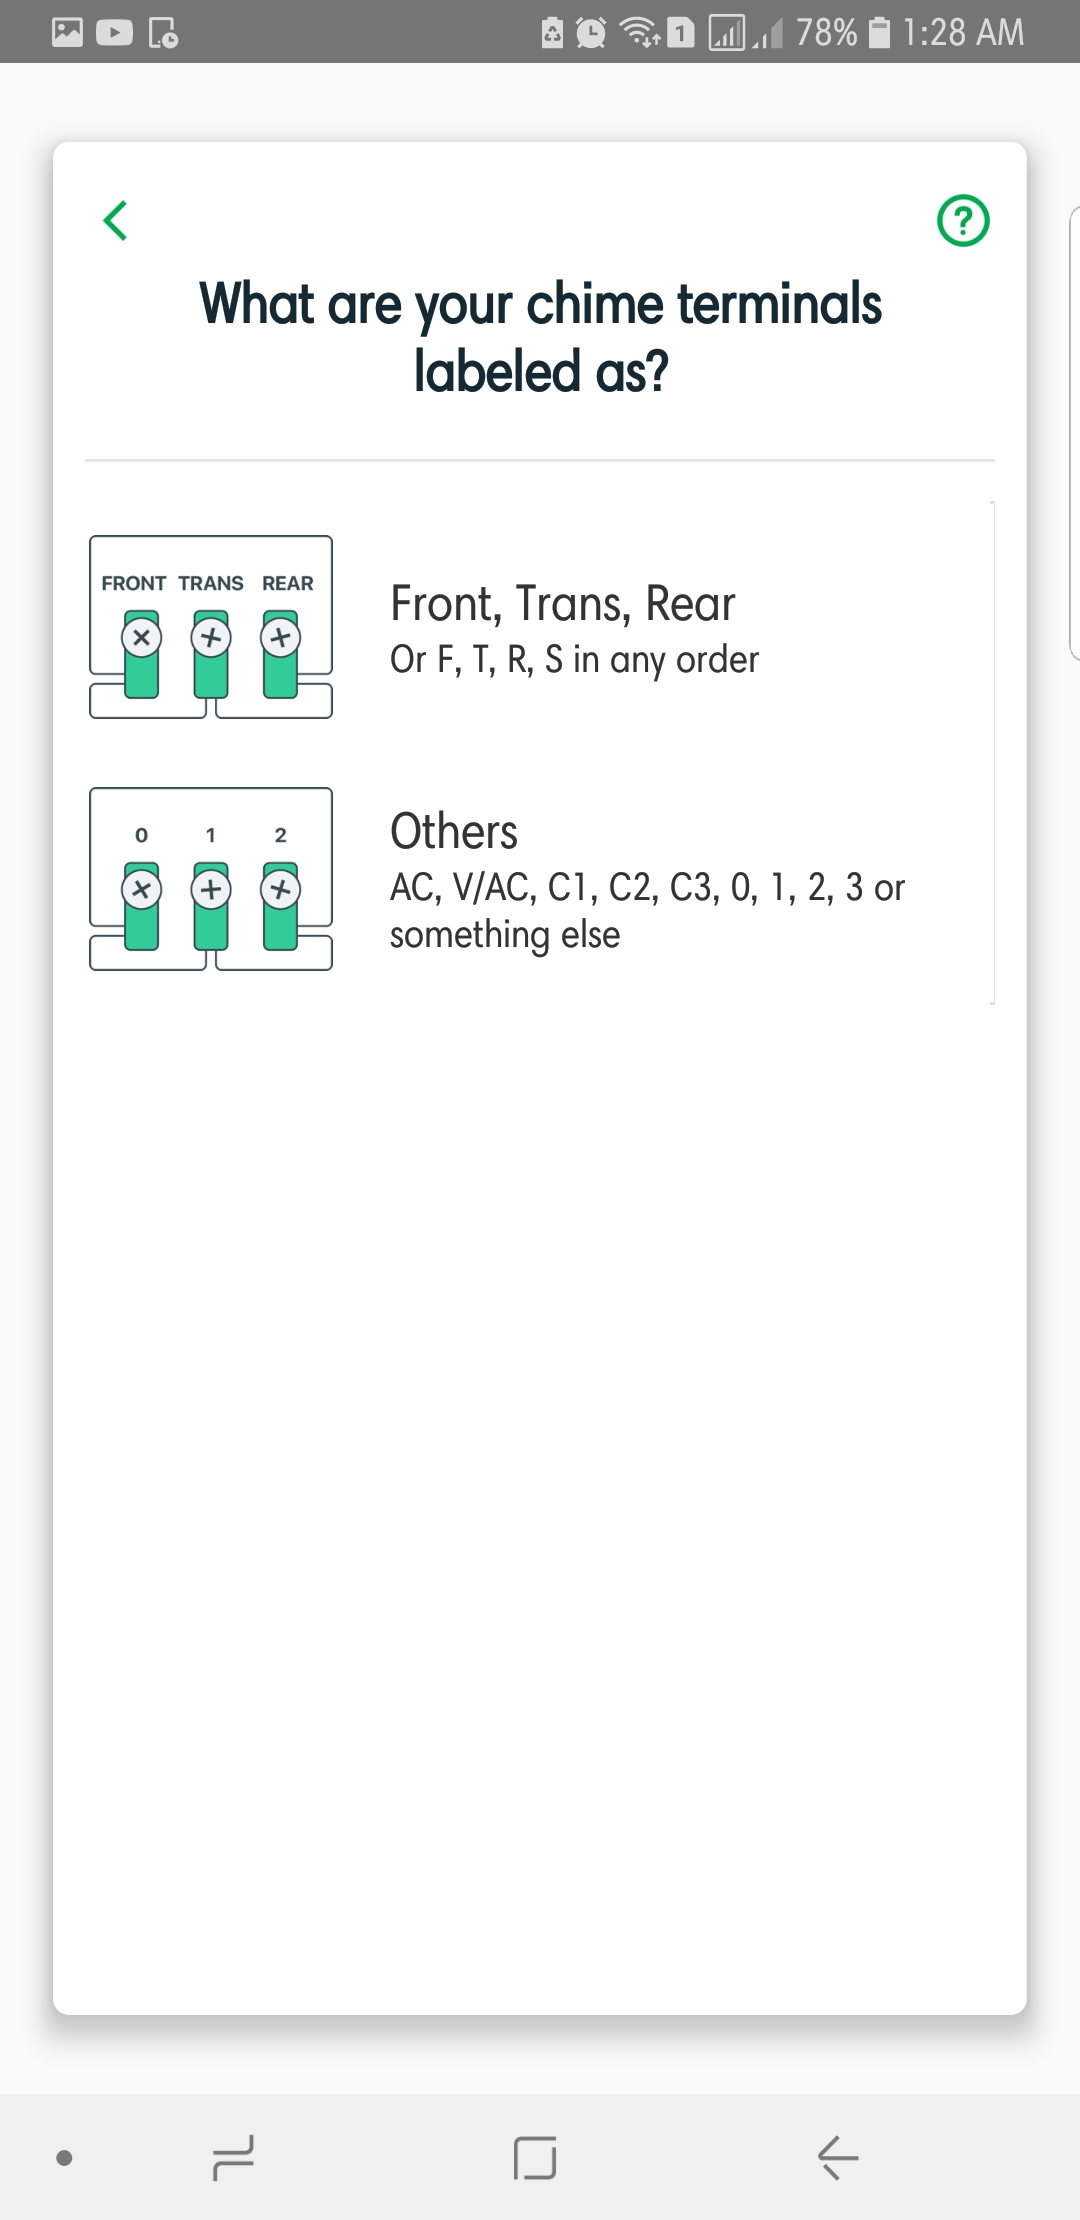 1 78% 1:28 AM
?
What are your chime terminals
labeled as?
FRONT TRANS REAR
Front, Trans, Rear
Or F, T, R, S in any order
0 1 2
Others
AC, V/AC, C1, C2, C3, 0, 1, 2, 3 or
something else